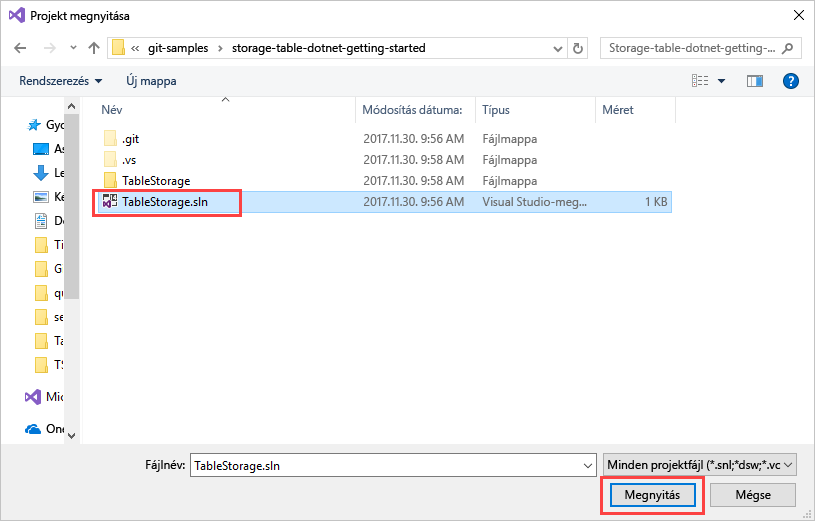 Projekt megnyitása
« git-samples › storage-table-dotnet-getting-started
Storage-table-dotnet-getting-...
Rendszerezés Új mappa ?
Név Módosítás dátuma: Típus Méret
.git 2017.11.30. 9:56 AM Fájlmappa
.vs 2017.11.30. 9:58 AM Fájlmappa
TableStorage 2017.11.30. 9:58 AM Fájlmappa
TableStorage.sln 2017.11.30. 9:56 AM Visual Studio-meg... 1 KB
Gyo
As
Le
Ke
Do
Ti
G
qu
se
Ta
TS
Mic
One
Fájlnév: TableStorage.sln Minden projektfájl (*.snl;*dsw;*.vc
Megnyitás Mégse